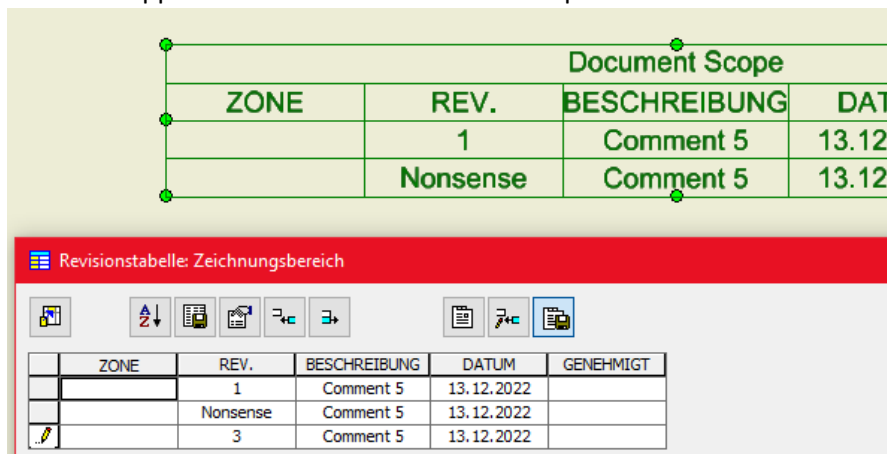 Document Scope
ZONE REV. BESCHREIBUNG DAT
1 Comment 5 13.12
Nonsense Comment 5 13.12
Revisionstabelle: Zeichnungsbereich
ZONE REV. BESCHREIBUNG DATUM GENEHMIGT
1 Comment 5 13.12.2022
Nonsense Comment 5 13.12.2022
3 Comment 5 13.12.2022